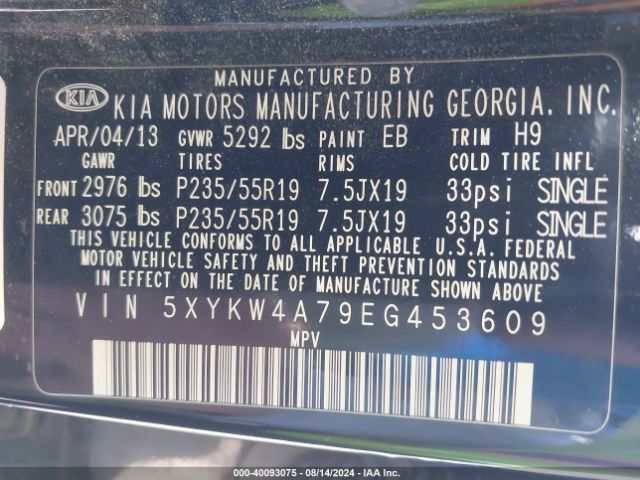 MANUFACTURED BY
KIA KIA MOTORS MANUFACTURING GEORGIA, INC.
APR/04/13 GVWR 5292 lbs PAINT EB TRIM H9
GAWR TIRES RIMS COLD TIRE INFL
FRONT 2976 lbs P235/55R19 7.5JX19 33psi SINGLE
REAR 3075 lbs P235/55R19 7.5JX19 33psi SINGLE
THIS VEHICLE CONFORMS TO ALL APPLICABLE U.S.A. FEDERAL
MOTOR VEHICLE SAFETY AND THEFT PREVENTION STANDARDS
IN EFFECT ON THE DATE OF MANUFACTURE SHOWN ABOVE.
VIN 5XYKW4A79EG453609
MPV
000-40093075 - 08/14/2024 - IAA Inc.